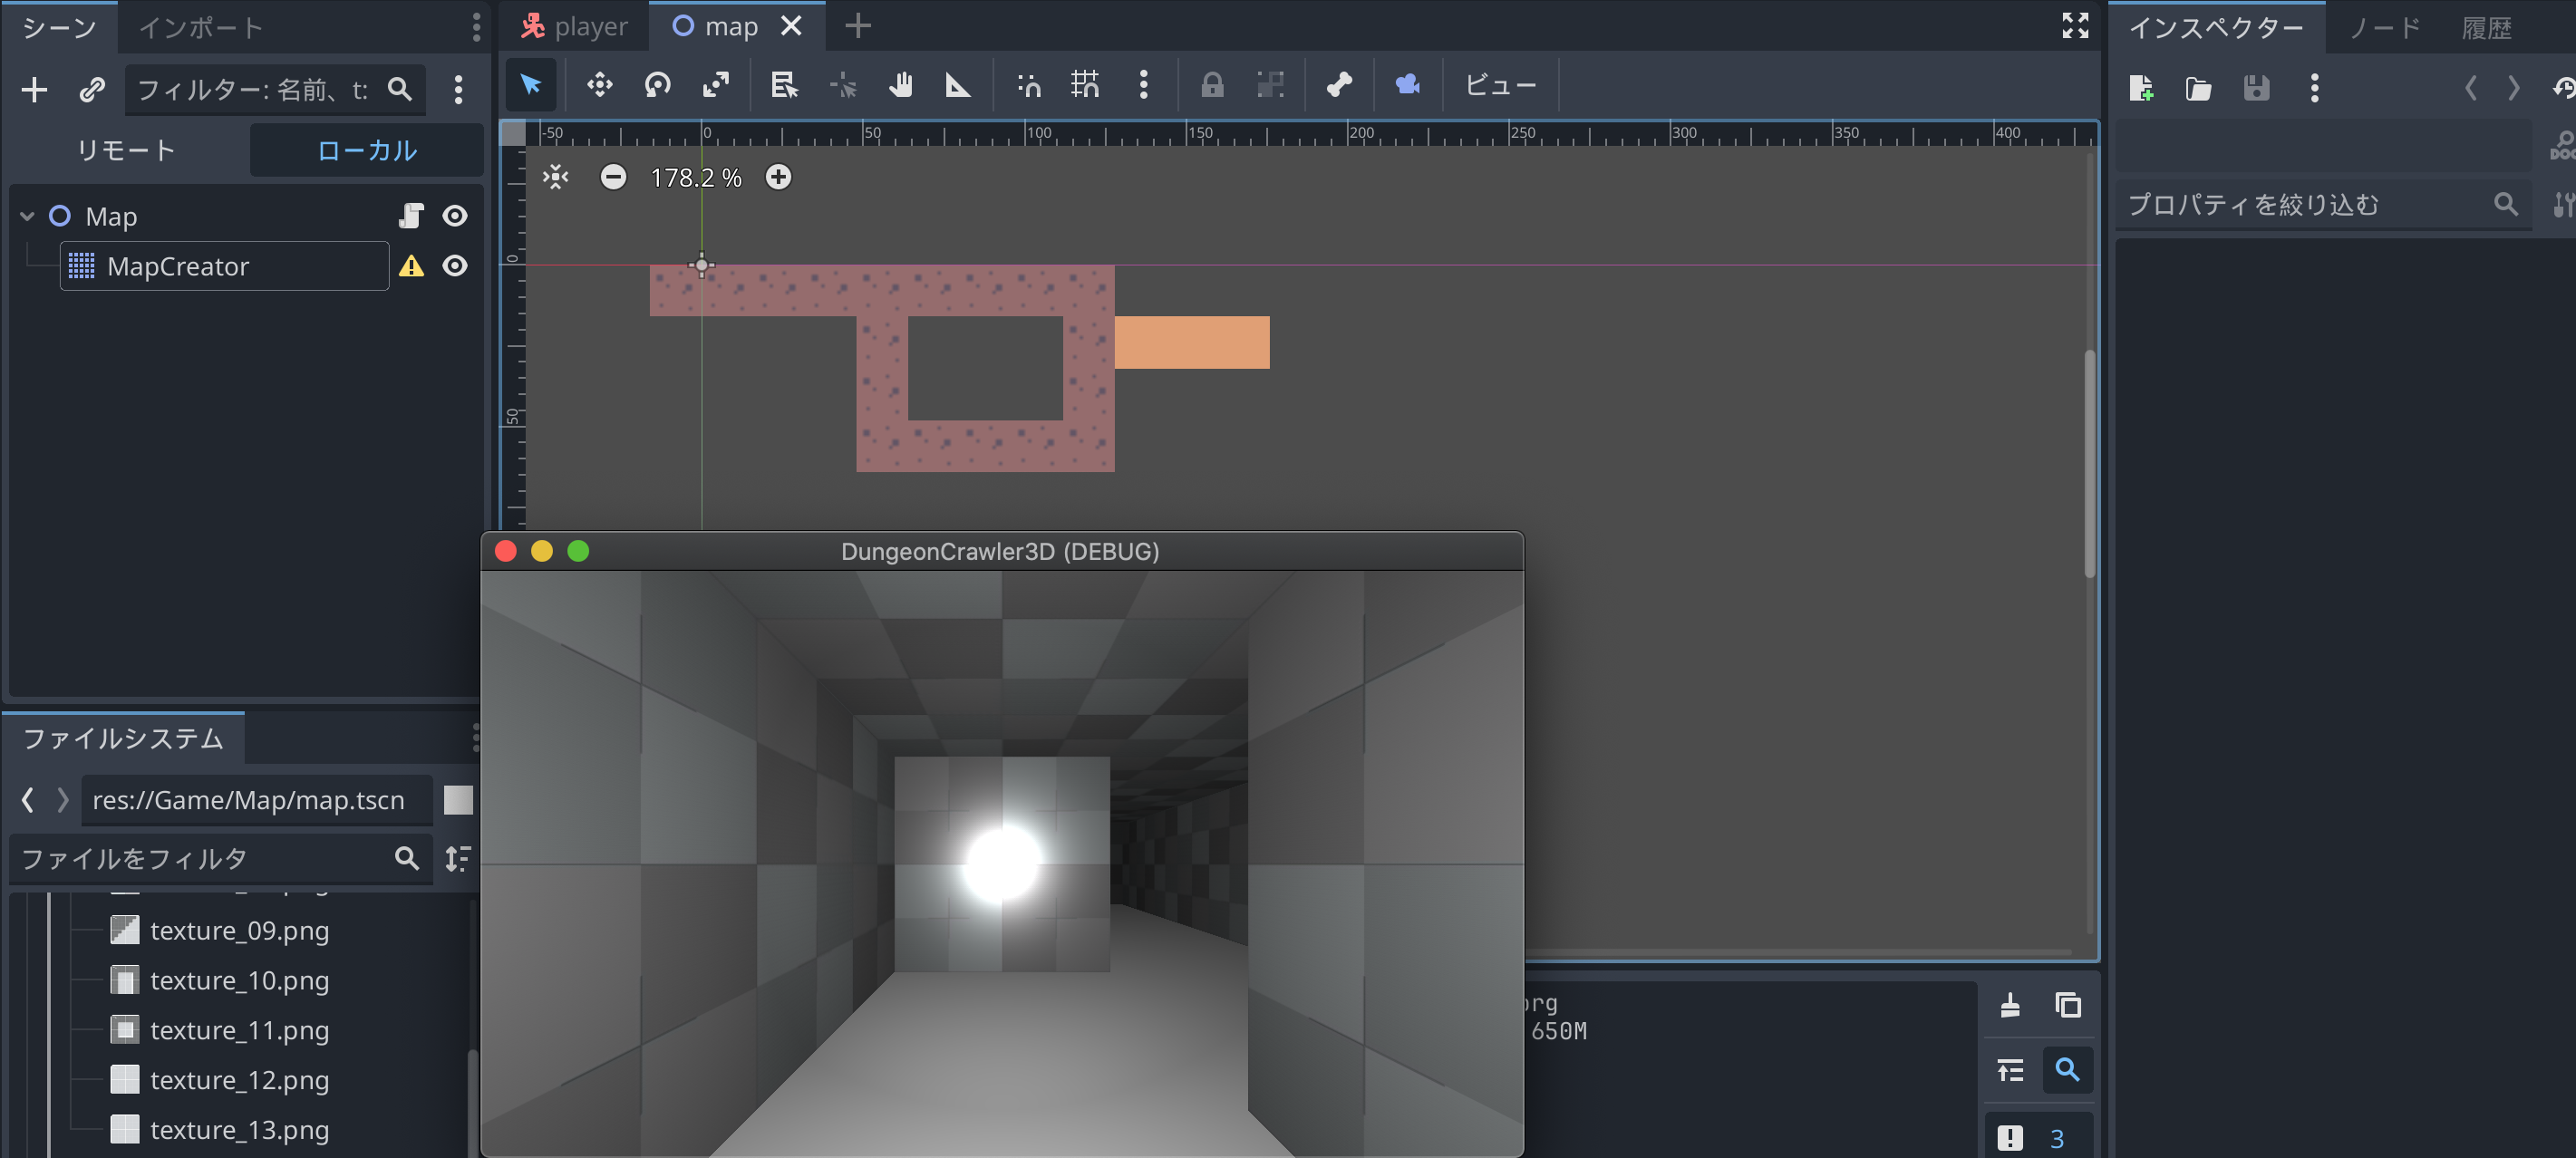 シーン
インポート
フィルター: 名前、t:
リモート
ローカル
Map
MapCreator
ファイルシステム
res://Game/Map/map.tscn
ファイルをフィルタ
texture_09.png
texture_10.png
texture_11.png
texture_12.png
texture_13.png
player
map
ビュー
-50 0 50 100 150 200 250 300 350 400
0
50
178.2 %
DungeonCrawler3D (DEBUG)
650M
3
インスペクター
ノード
履歴
DOC
プロパティを絞り込む